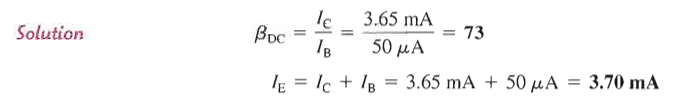 Solution β_DC = I_C / I_B = 3.65 mA / 50 μA = 73
I_E = I_C + I_B = 3.65 mA + 50 μA = 3.70 mA